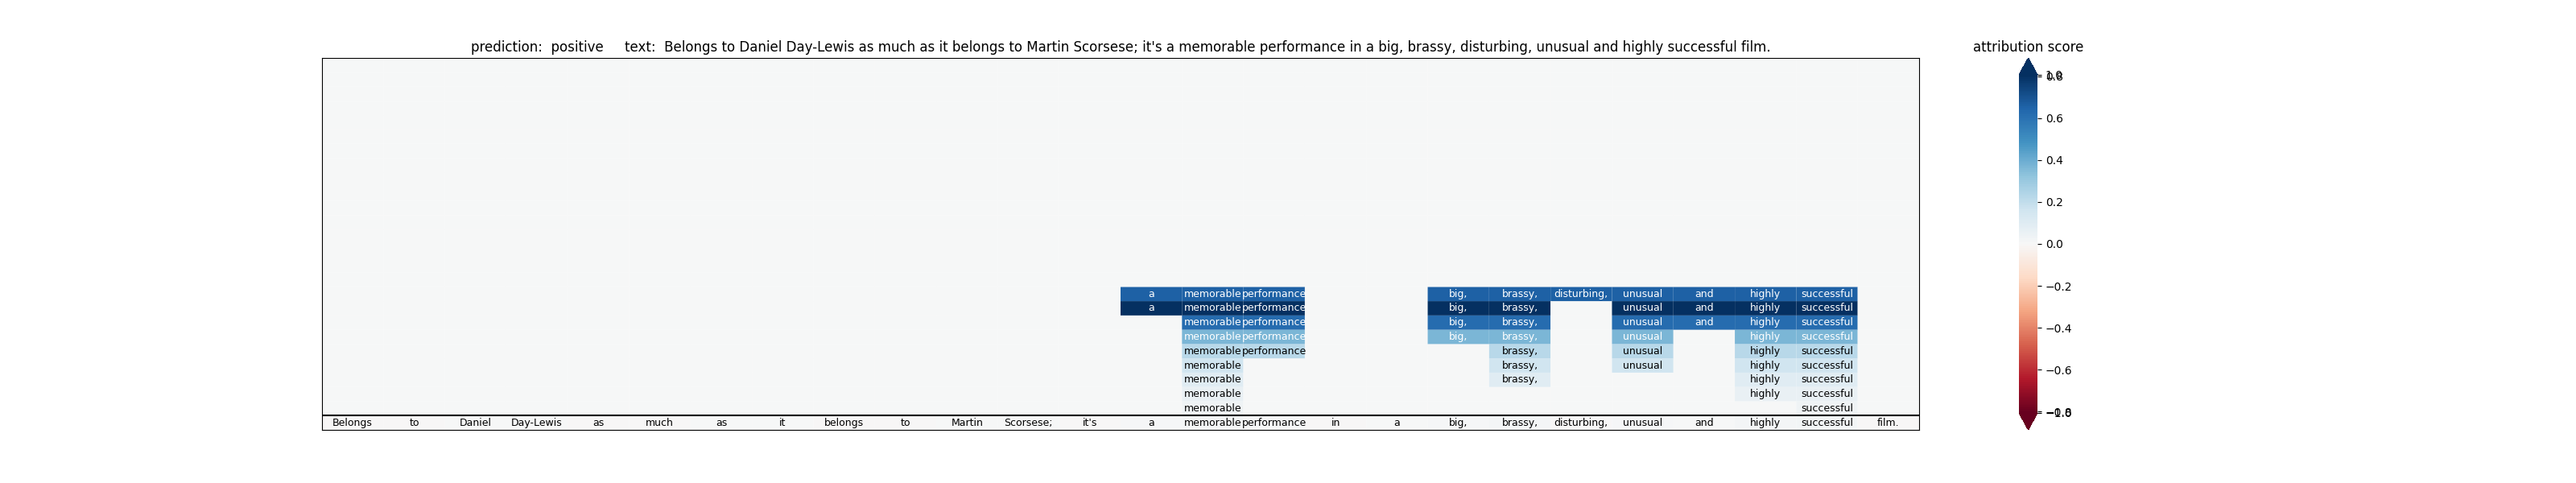 prediction:  positive     text:  Belongs to Daniel Day-Lewis as much as it belongs to Martin Scorsese; it's a memorable performance in a big, brassy, disturbing, unusual and highly successful film.
attribution score
0.6
0.4
0.2
0.0
−0.2
−0.4
−0.6
a memorable performance big, brassy, disturbing, unusual and highly successful
a memorable performance big, brassy, unusual and highly successful
memorable performance big, brassy, unusual and highly successful
memorable performance big, brassy, unusual highly successful
memorable performance brassy, unusual highly successful
memorable brassy, unusual highly successful
memorable brassy, highly successful
memorable highly successful
memorable successful
Belongs to Daniel Day-Lewis as much as it belongs to Martin Scorsese; it's a memorable performance in a big, brassy, disturbing, unusual and highly successful film.